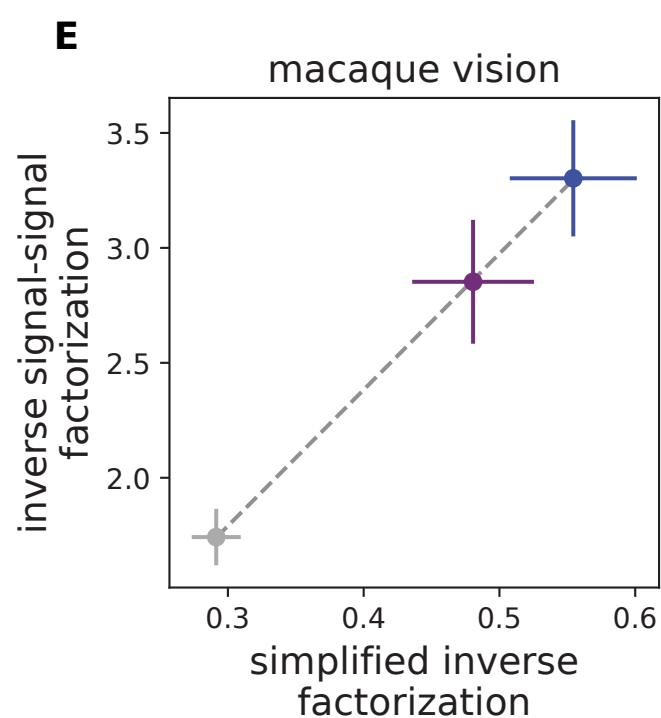 E
macaque vision
inverse signal-signal
factorization
3.5
3.0
2.5
2.0
0.3
0.4
0.5
0.6
simplified inverse
factorization